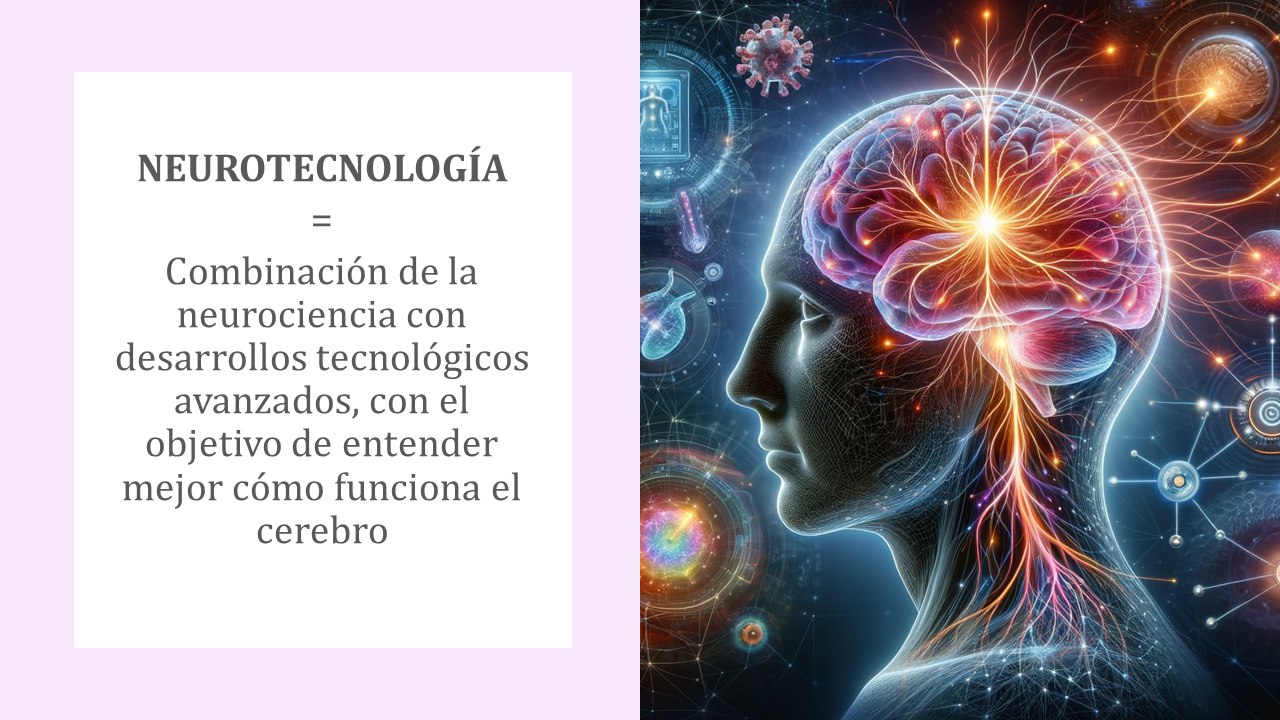 NEUROTECNOLOGÍA
=
Combinación de la
neurociencia con
desarrollos tecnológicos
avanzados, con el
objetivo de entender
mejor cómo funciona el
cerebro